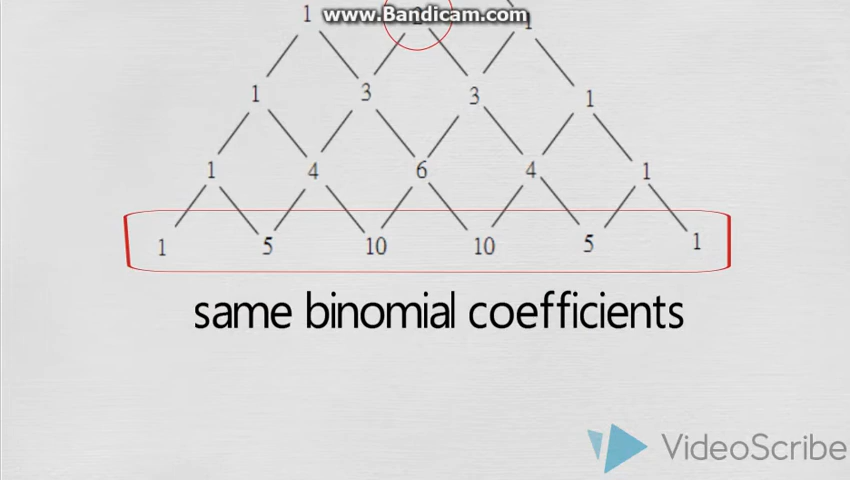 www.Bandicam.com
1 1
1 3 3 1
1 4 6 4 1
1 5 10 10 5 1
same binomial coefficients
VideoScribe